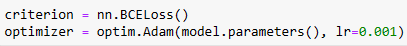 criterion = nn.BCELoss()
optimizer = optim.Adam(model.parameters(), lr=0.001)